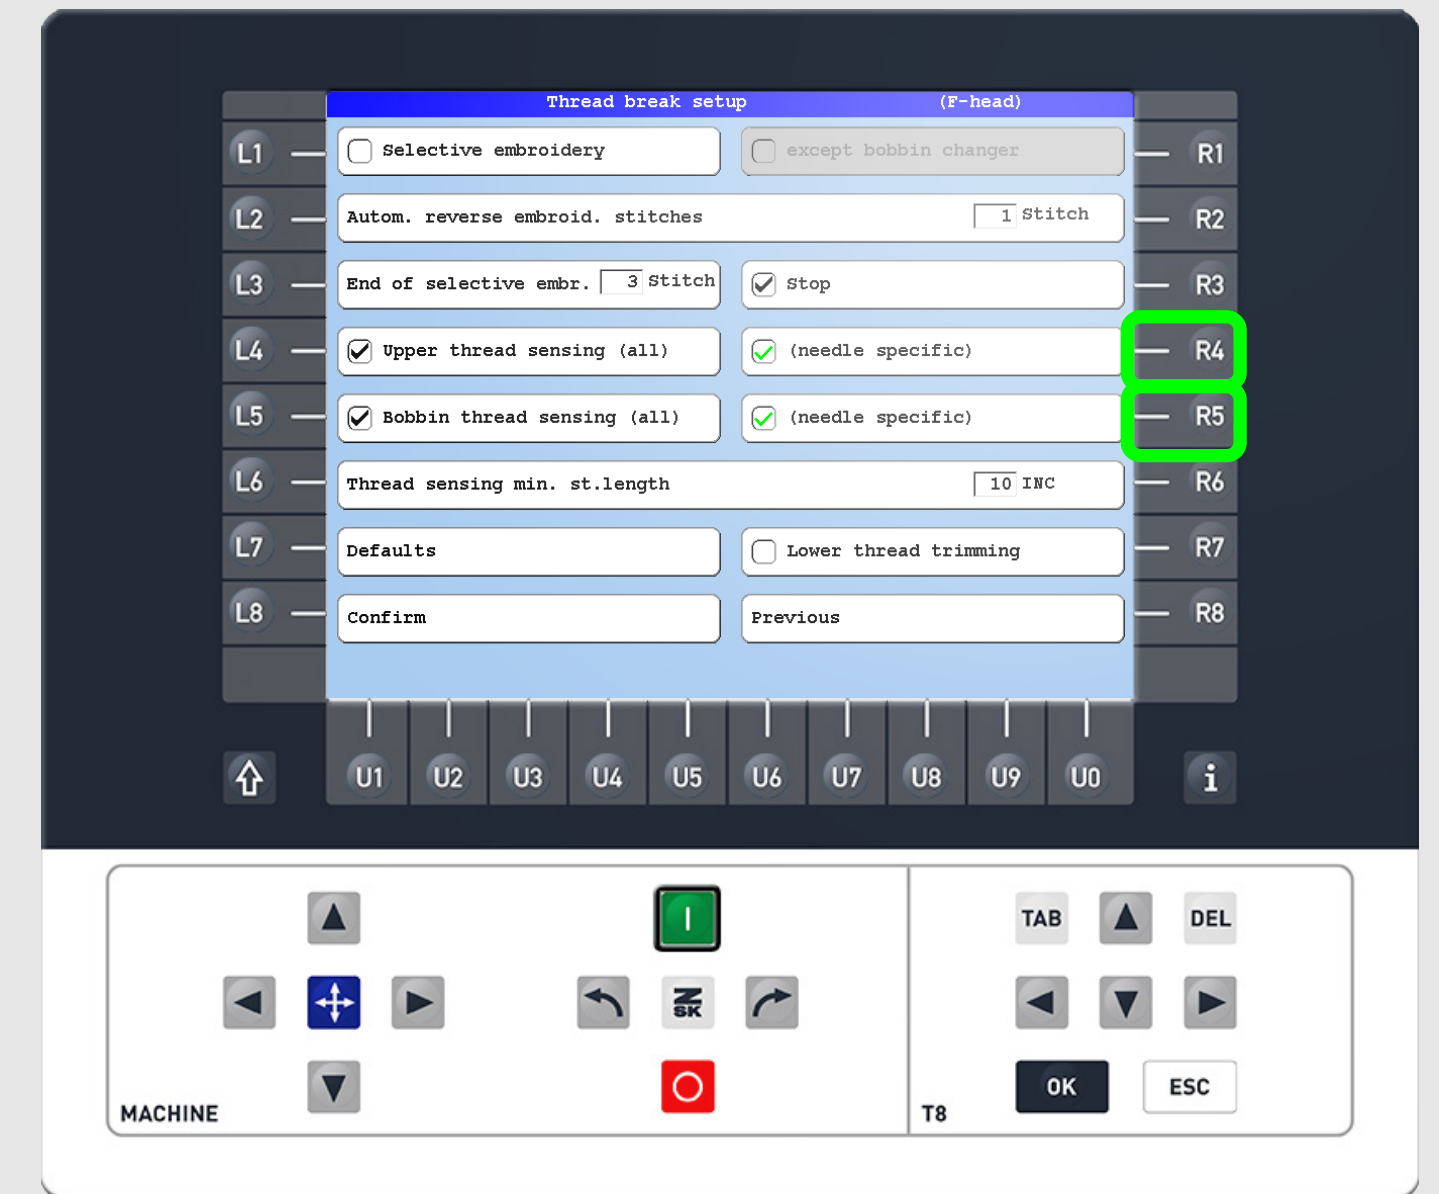 Thread break setup (F-head)
L1 Selective embroidery except bobbin changer R1
L2 Autom. reverse embroid. stitches 1 Stitch R2
L3 End of selective embr. 3 Stitch Stop R3
L4 Upper thread sensing (all) (needle specific) R4
L5 Bobbin thread sensing (all) (needle specific) R5
L6 Thread sensing min. st.length 10 INC R6
L7 Defaults Lower thread trimming R7
L8 Confirm Previous R8
U1 U2 U3 U4 U5 U6 U7 U8 U9 U0 i
I TAB DEL
ZSK
OK ESC
MACHINE T8